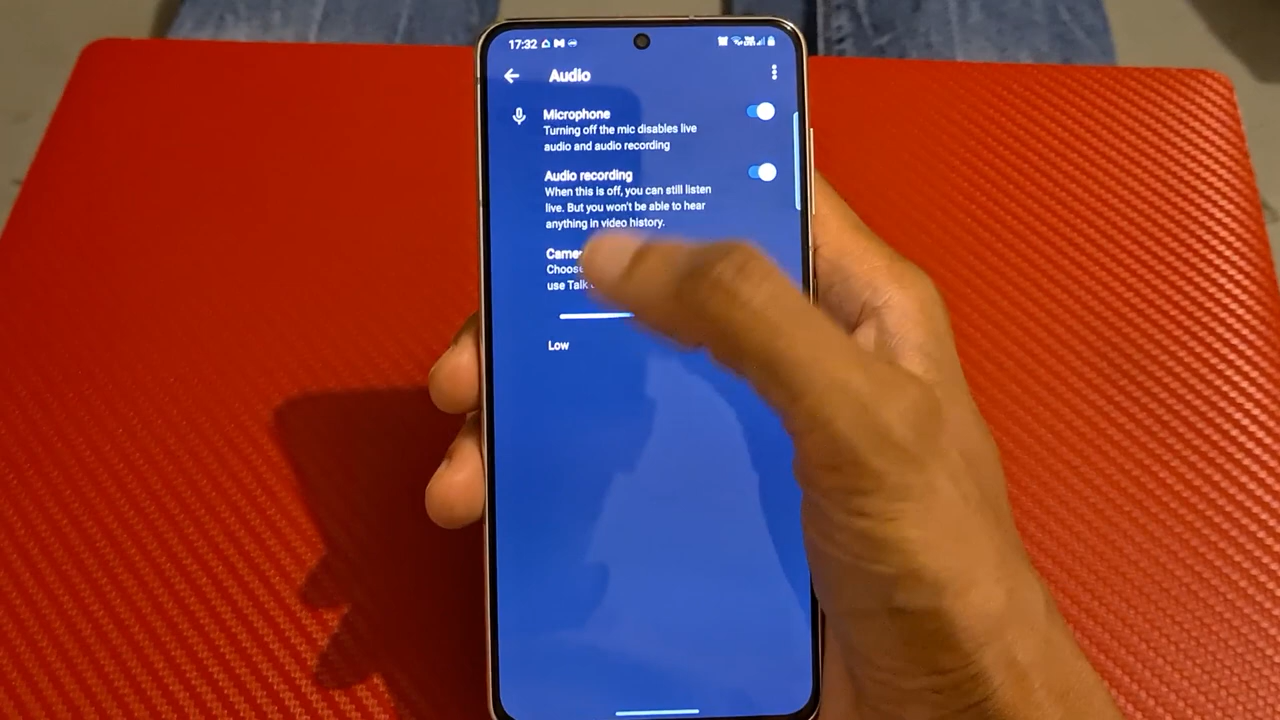 17:32
Audio
Microphone
Turning off the mic disables live
audio and audio recording
Audio recording
When this is off, you can still listen
live. But you won't be able to hear
anything in video history.
Came
Choose
use Talk
Low